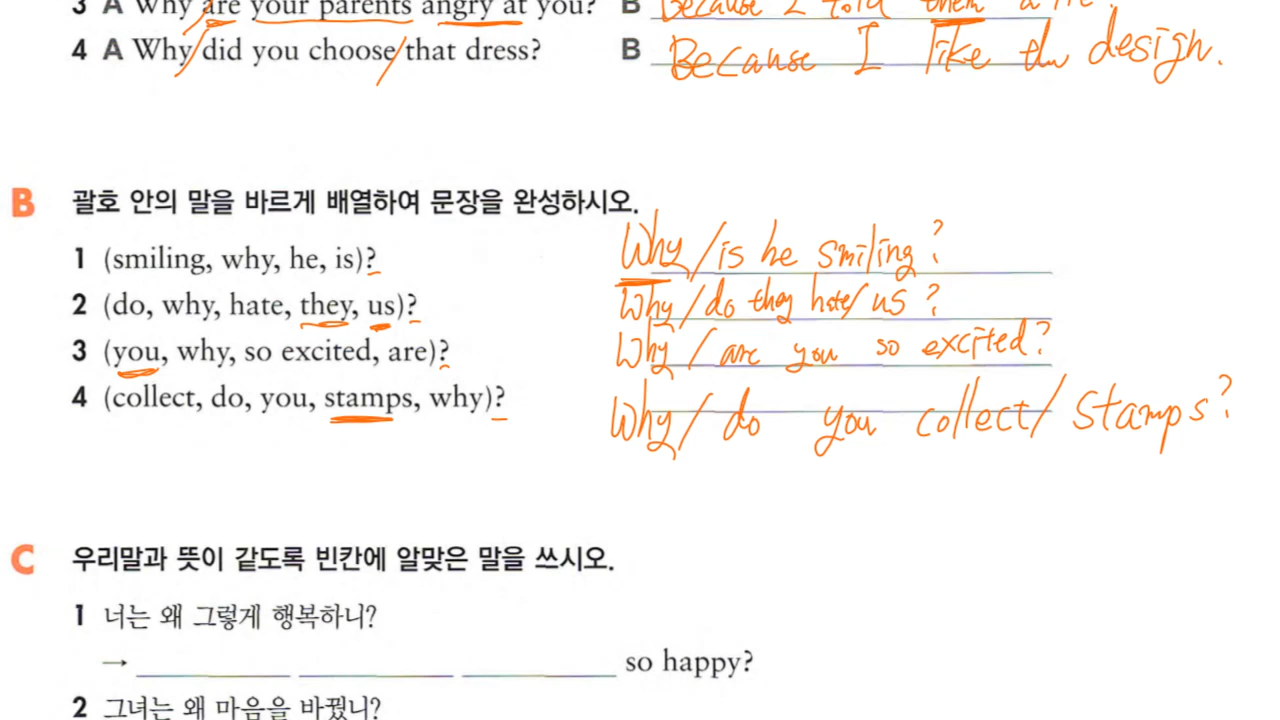 3 A Why are your parents angry at you? B Because I told them a lie.
4 A Why/did you choose/that dress? B Because I like the design.
B 괄호 안의 말을 바르게 배열하여 문장을 완성하시오.
1 (smiling, why, he, is)? Why/is he smiling?
2 (do, why, hate, they, us)? Why/do they hate/us?
3 (you, why, so excited, are)? Why/are you so excited?
4 (collect, do, you, stamps, why)? Why/do you collect/stamps?
C 우리말과 뜻이 같도록 빈칸에 알맞은 말을 쓰시오.
1 너는 왜 그렇게 행복하니?
→ so happy?
2 그녀는 왜 마음을 바꿨니?